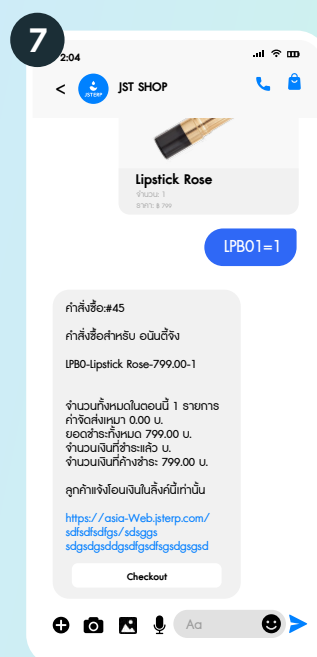 7
2:04
<
JSTERP
JST SHOP
Lipstick Rose
จำนวน: 1
ราคา: $ 799
LPB01=1
คำสั่งซื้อ:#45
คำสั่งซื้อสำหรับ อนันตี้จัง
LPB0-Lipstick Rose-799.00-1
จำนวนทั้งหมดในตอนนี้ 1 รายการ
ค่าจัดส่งเหมา 0.00 บ.
ยอดชำระทั้งหมด 799.00 บ.
จำนวนเงินที่ชำระแล้ว บ.
จำนวนเงินที่ค้างชำระ 799.00 บ.
ลูกค้าแจ้งโอนเงินในลิ้งค์นี้เท่านั้น
https://asia-Web.jsterp.com/
sdfsdfsdfgs/sdsggs
sdgsdgsddgsdfgsdfsgsdgsgsd
Checkout
Aa